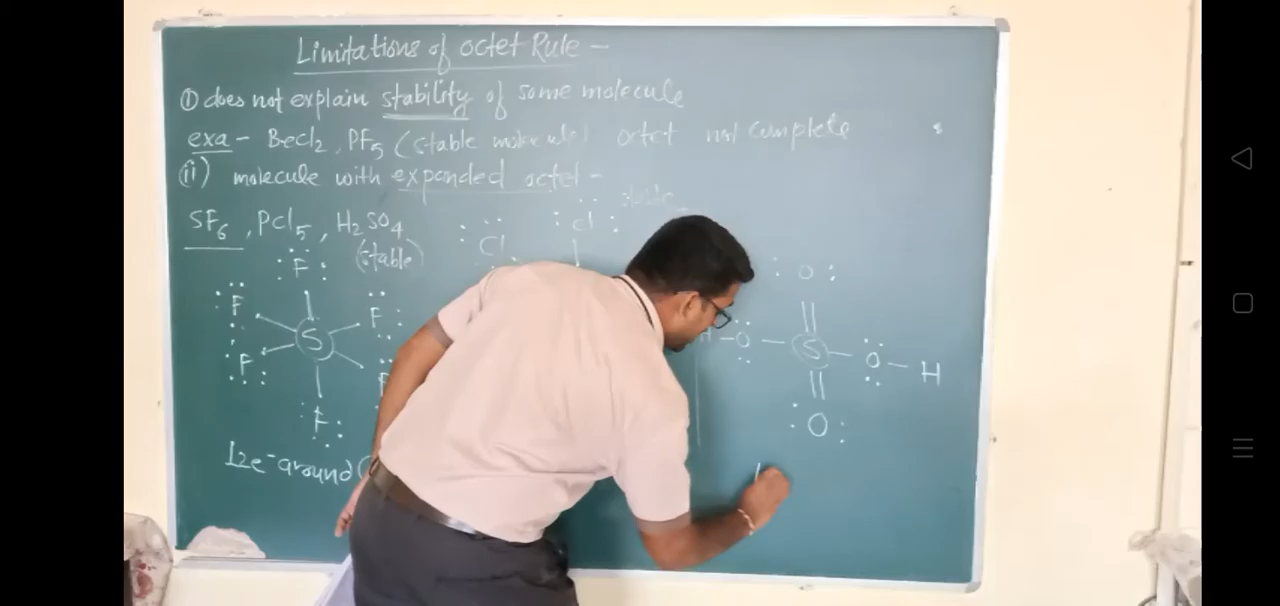 Limitations of octet Rule -
(i) does not explain stability of some molecule
exa - BeCl2, PF5 (stable molecule) octet not complete
(ii) molecule with expanded octet -
SF6, PCl5, H2SO4
(stable)
Cl Cl
F
F F
F F
F
S
O
H - O - S - O - H
O
12e- around